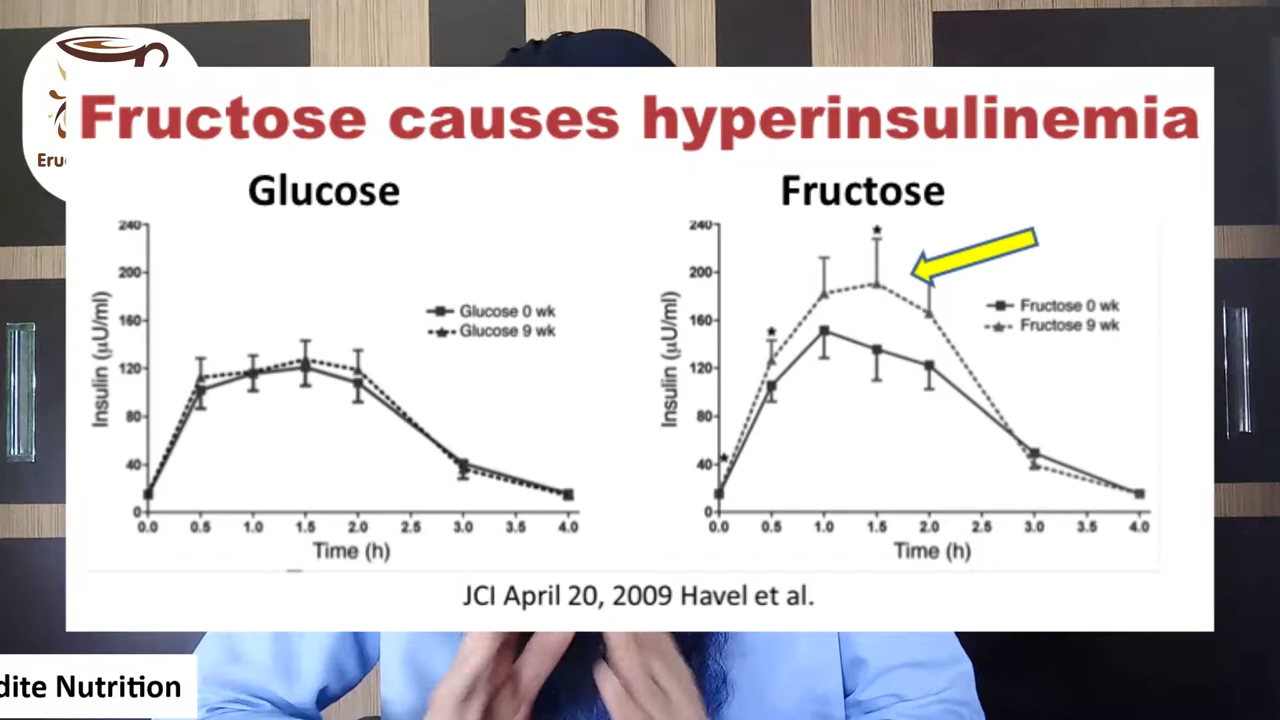 Fructose causes hyperinsulinemia
Glucose
240
200
160
120
80
40
0
Insulin (µU/ml)
Glucose 0 wk
Glucose 9 wk
0.0 0.5 1.0 1.5 2.0 2.5 3.0 3.5 4.0
Time (h)
Fructose
240
200
160
120
80
40
0
Insulin (µU/ml)
*
*
*
Fructose 0 wk
Fructose 9 wk
0.0 0.5 1.0 1.5 2.0 2.5 3.0 3.5 4.0
Time (h)
JCI April 20, 2009 Havel et al.
Eru
dite Nutrition